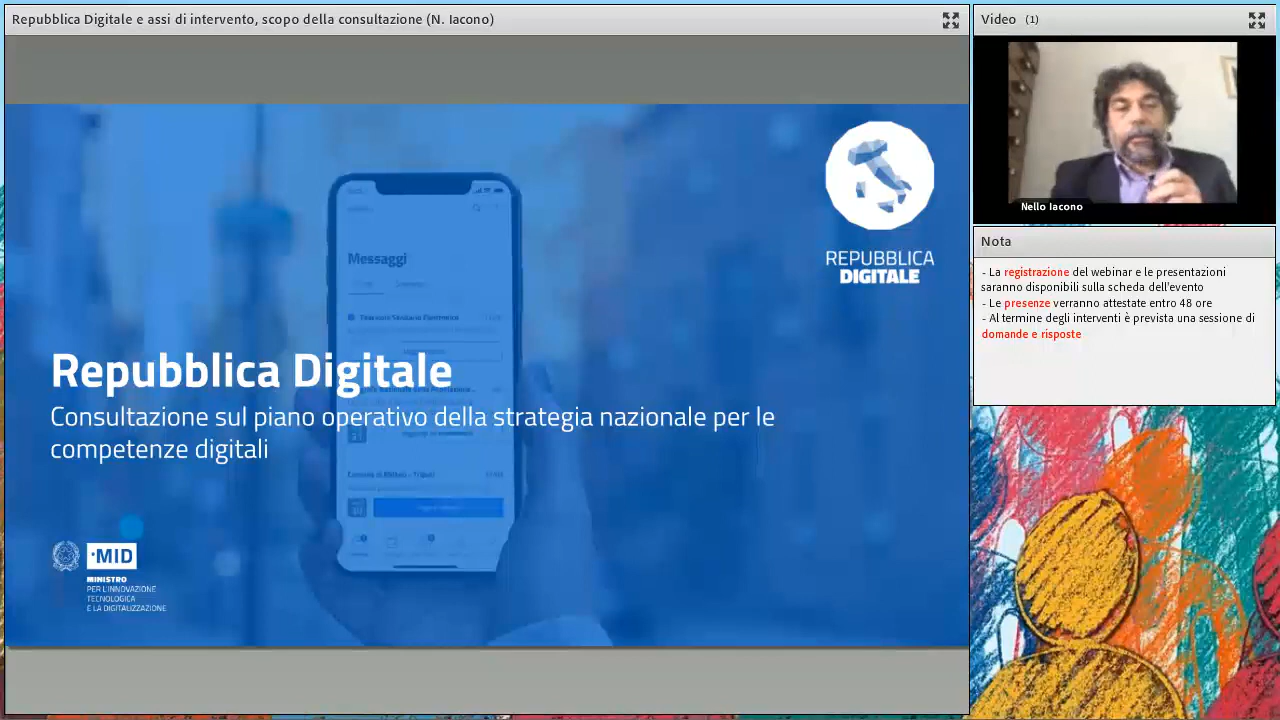 Repubblica Digitale e assi di intervento, scopo della consultazione (N. Iacono)
Video (1)
Nello Iacono
Nota
- La registrazione del webinar e le presentazioni
saranno disponibili sulla scheda dell'evento
- Le presenze verranno attestate entro 48 ore
- Al termine degli interventi è prevista una sessione di
domande e risposte
REPUBBLICA
DIGITALE
Messaggi
Repubblica Digitale
Consultazione sul piano operativo della strategia nazionale per le
competenze digitali
MID
MINISTRO
PER L'INNOVAZIONE
TECNOLOGICA
E LA DIGITALIZZAZIONE